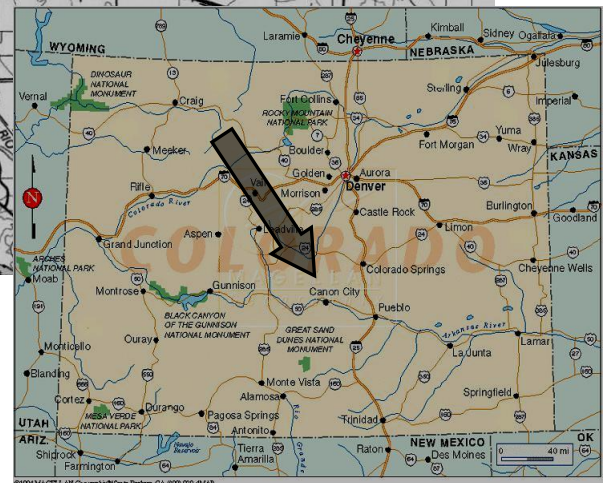 WYOMING
Laramie
Cheyenne
Kimball
Sidney
Ogallala
NEBRASKA
Julesburg
DINOSAUR
NATIONAL
MONUMENT
Vernal
Craig
Fort Collins
ROCKY MOUNTAIN
NATIONAL PARK
Sterling
Imperial
Meeker
Boulder
Fort Morgan
Yuma
Wray
KANSAS
Golden
Aurora
Denver
Rifle
Vail
Morrison
Colorado River
Castle Rock
Burlington
Goodland
Limon
Aspen
Leadville
Grand Junction
COLORADO
ARCHES
NATIONAL PARK
Moab
Colorado Springs
Cheyenne Wells
Gunnison
Montrose
Canon City
Pueblo
BLACK CANYON
OF THE GUNNISON
NATIONAL MONUMENT
GREAT SAND
DUNES NATIONAL
MONUMENT
Arkansas River
Lamar
Ouray
La Junta
Monticello
Blanding
Monte Vista
Alamosa
Springfield
Cortez
Durango
MESA VERDE
NATIONAL PARK
Pagosa Springs
Rio Grande
Trinidad
UTAH
ARIZ.
Antonito
NEW MEXICO
OK
Shiprock
Farmington
Navajo
Reservoir
Tierra
Amarilla
Raton
Des Moines
0 40 mi
N